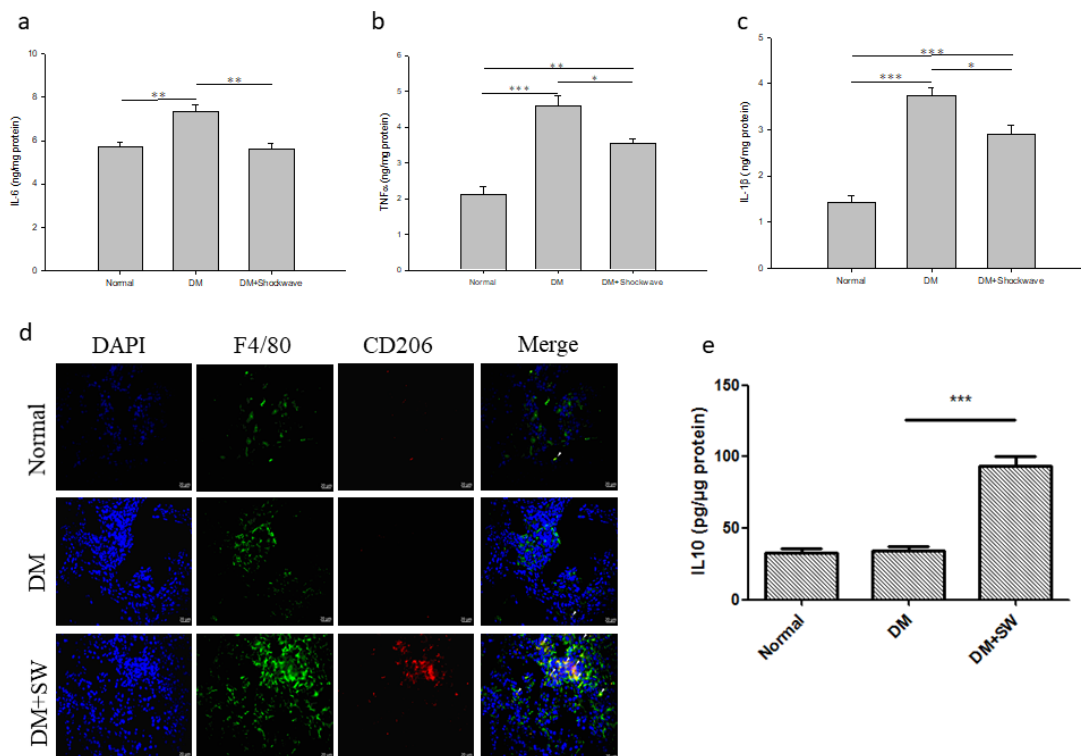 a
b
c
10
8
6
4
2
0
IL-6 (ng/mg protein)
**
**
Normal
DM
DM+Shockwave
6
5
4
3
2
1
0
TNFα (ng/mg protein)
**
***
*
Normal
DM
DM+Shockwave
5
4
3
2
1
0
IL-1β (ng/mg protein)
***
***
*
Normal
DM
DM+Shockwave
d
DAPI
F4/80
CD206
Merge
Normal
DM
DM+SW
e
150
100
50
0
IL10 (pg/µg protein)
***
Normal
DM
DM+SW